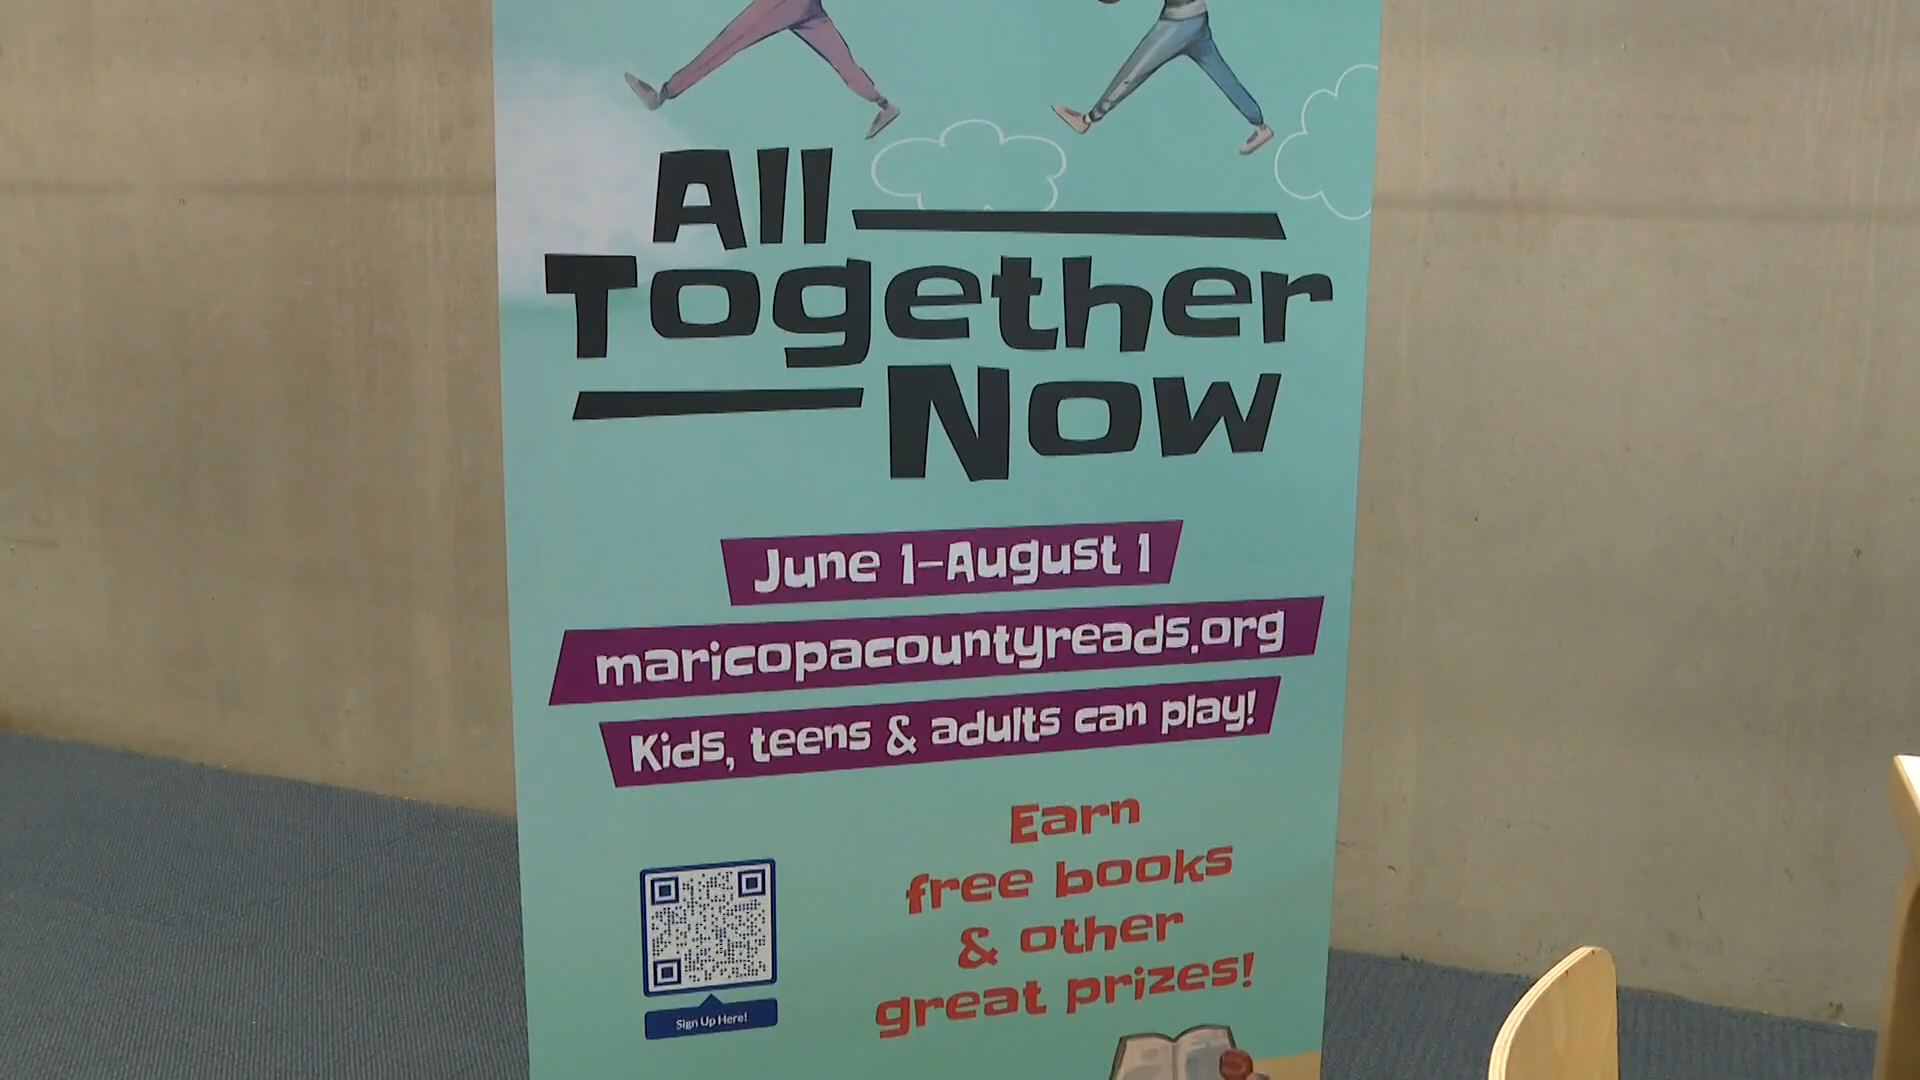 All
Together
Now
June 1–August 1
maricopacountyreads.org
Kids, teens & adults can play!
Earn
free books
& other
great prizes!
Sign Up Here!